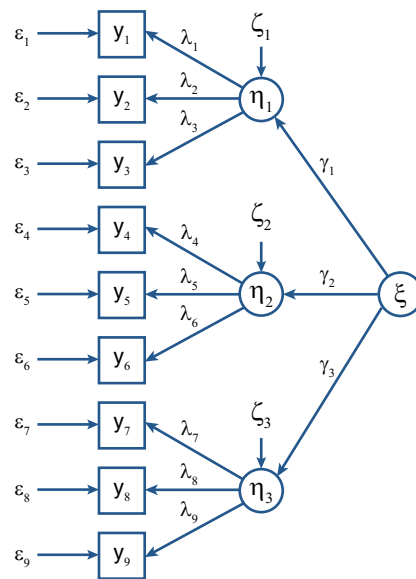 ε₁ y₁ λ₁ ζ₁
ε₂ y₂ λ₂ η₁
ε₃ y₃ λ₃
γ₁
ε₄ y₄ λ₄ ζ₂
ε₅ y₅ λ₅ η₂ γ₂ ξ
ε₆ y₆ λ₆
γ₃
ε₇ y₇ λ₇ ζ₃
ε₈ y₈ λ₈ η₃
ε₉ y₉ λ₉